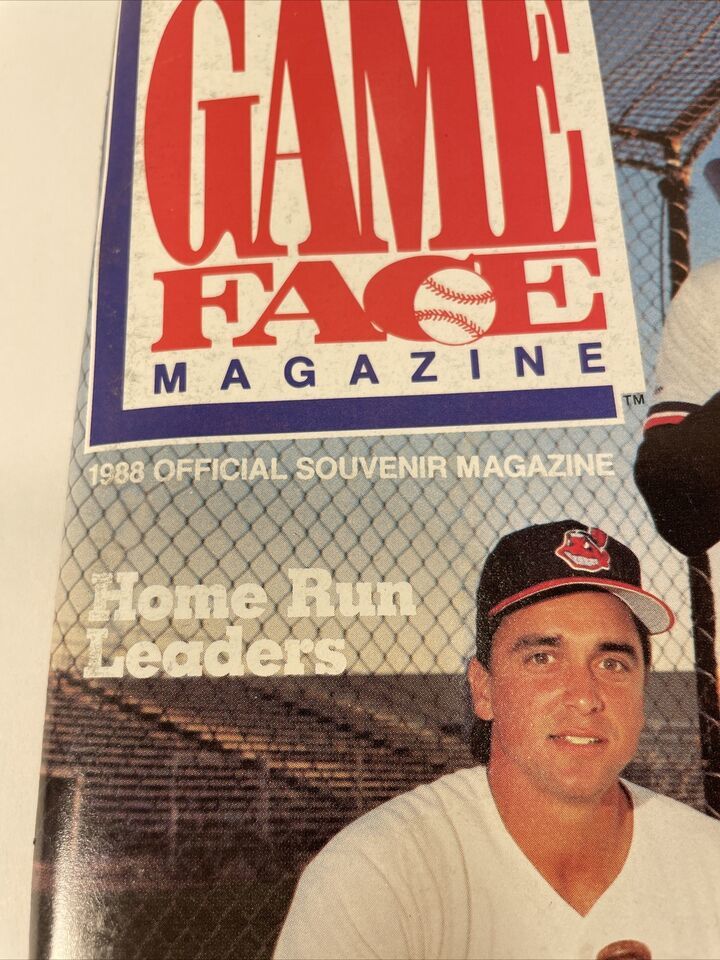 GAME
FACE
MAGAZINE
TM
1988 OFFICIAL SOUVENIR MAGAZINE
Home Run
Leaders